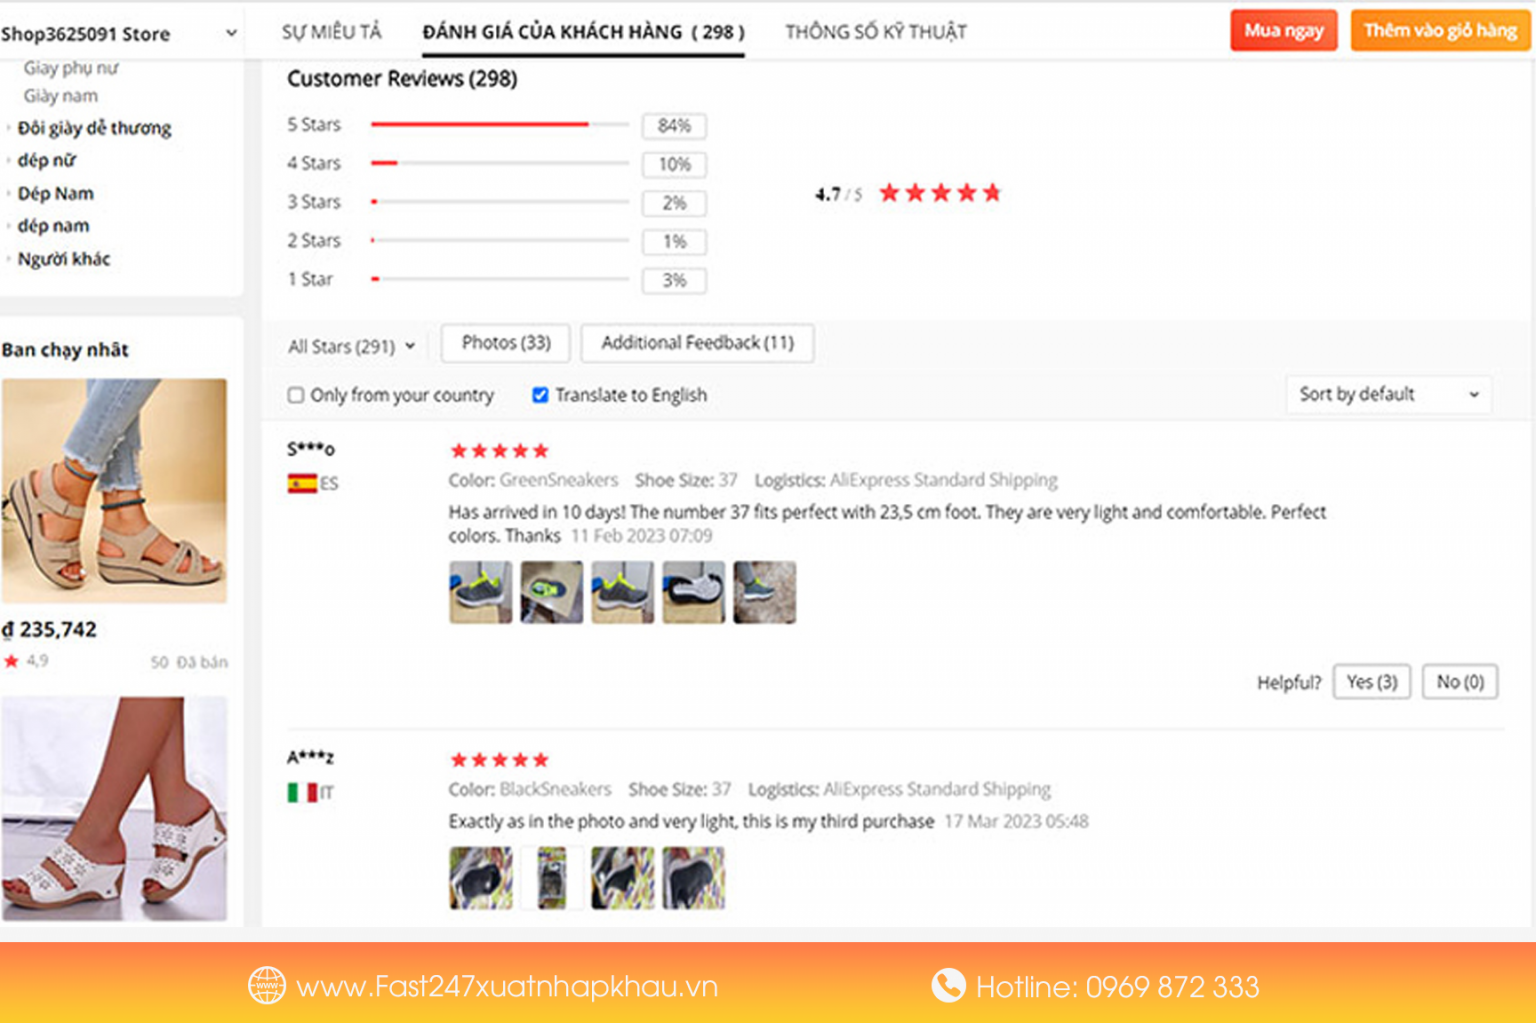 Shop3625091 Store
SỰ MIÊU TẢ
ĐÁNH GIÁ CỦA KHÁCH HÀNG ( 298 )
THÔNG SỐ KỸ THUẬT
Mua ngay
Thêm vào giỏ hàng
Giày phụ nư
Giày nam
Đôi giày dễ thương
dép nữ
Dép Nam
dép nam
Người khác
Ban chạy nhât
₫ 235,742
4,9
50 Đã bán
Customer Reviews (298)
5 Stars 84%
4 Stars 10%
3 Stars 2%
2 Stars 1%
1 Star 3%
4.7 / 5
All Stars (291)
Photos (33)
Additional Feedback (11)
Only from your country
Translate to English
Sort by default
S***o
ES
Color: GreenSneakers Shoe Size: 37 Logistics: AliExpress Standard Shipping
Has arrived in 10 days! The number 37 fits perfect with 23,5 cm foot. They are very light and comfortable. Perfect
colors. Thanks 11 Feb 2023 07:09
Helpful? Yes (3) No (0)
A***z
IT
Color: BlackSneakers Shoe Size: 37 Logistics: AliExpress Standard Shipping
Exactly as in the photo and very light, this is my third purchase 17 Mar 2023 05:48
www
www.Fast247xuatnhapkhau.vn
Hotline: 0969 872 333